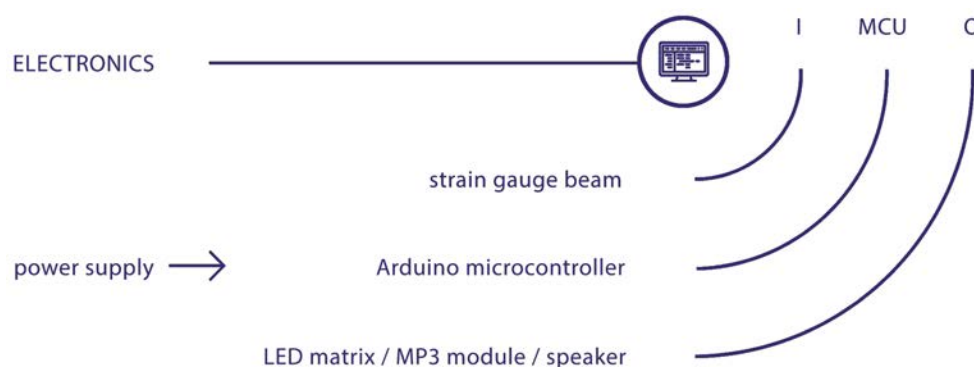 I MCU O
ELECTRONICS
strain gauge beam
power supply Arduino microcontroller
LED matrix / MP3 module / speaker